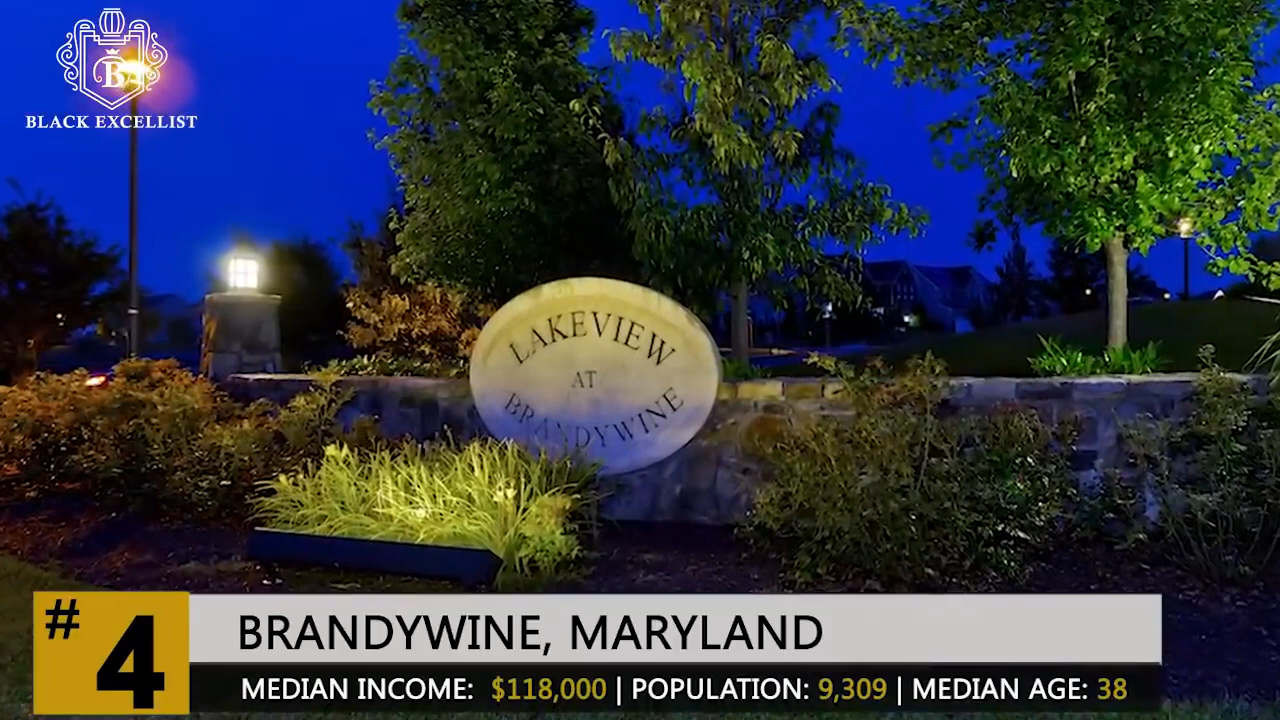 B
BLACK EXCELLIST
LAKEVIEW
AT
BRANDYWINE
#4
BRANDYWINE, MARYLAND
MEDIAN INCOME: $118,000 | POPULATION: 9,309 | MEDIAN AGE: 38